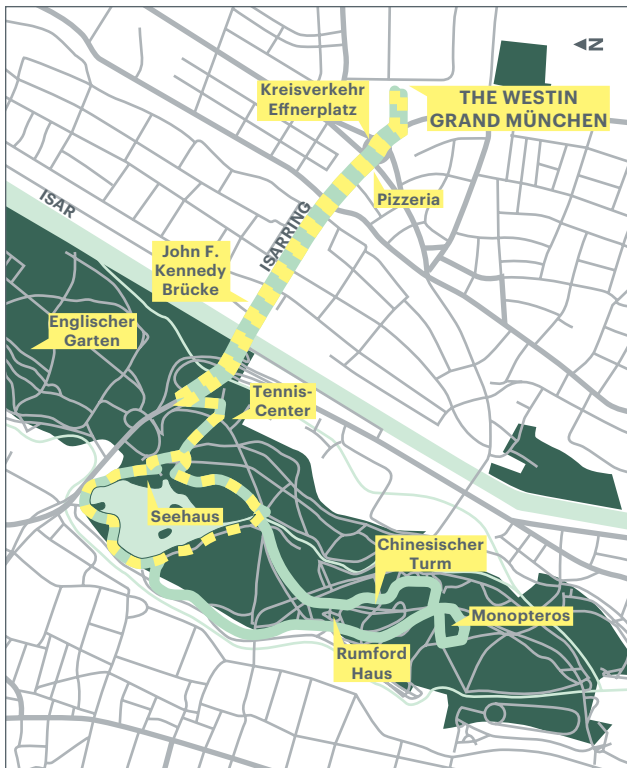 N
Kreisverkehr
Effnerplatz
THE WESTIN
GRAND MÜNCHEN
Pizzeria
ISAR
ISARRING
John F.
Kennedy
Brücke
Englischer
Garten
Tennis-
Center
Seehaus
Chinesischer
Turm
Monopteros
Rumford
Haus